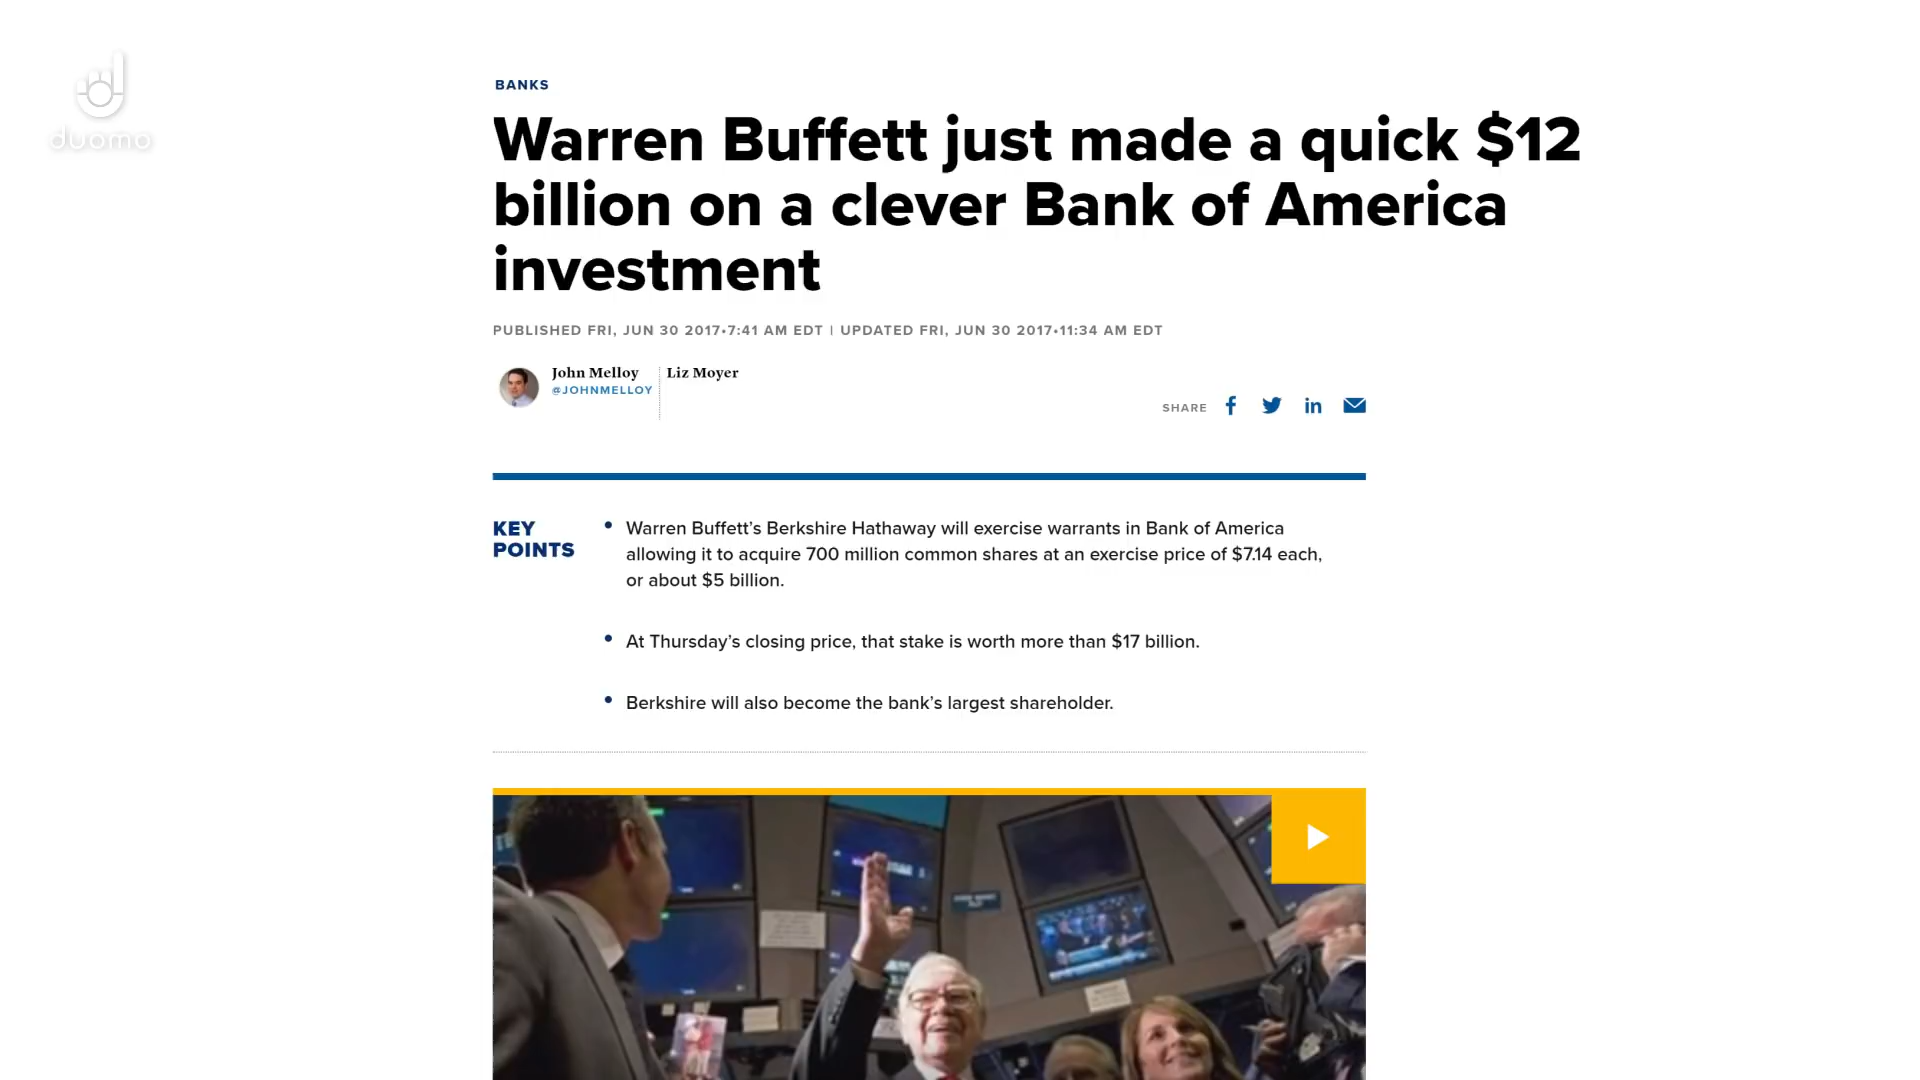 duomo
BANKS
Warren Buffett just made a quick $12
billion on a clever Bank of America
investment
PUBLISHED FRI, JUN 30 2017•7:41 AM EDT | UPDATED FRI, JUN 30 2017•11:34 AM EDT
John Melloy
@JOHNMELLOY
Liz Moyer
SHARE
KEY
POINTS
• Warren Buffett’s Berkshire Hathaway will exercise warrants in Bank of America
allowing it to acquire 700 million common shares at an exercise price of $7.14 each,
or about $5 billion.
• At Thursday’s closing price, that stake is worth more than $17 billion.
• Berkshire will also become the bank’s largest shareholder.